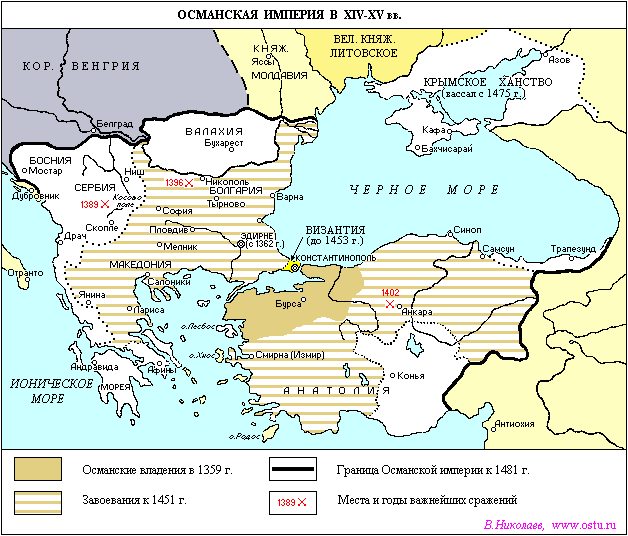 ОСМАНСКАЯ ИМПЕРИЯ В XIV-XV вв.
КОР. ВЕНГРИЯ
КНЯЖ.
Яссы
МОЛДАВИЯ
ВЕЛ. КНЯЖ.
ЛИТОВСКОЕ
Азов
КРЫМСКОЕ ХАНСТВО
(вассал с 1475 г.)
Кафа
Бахчисарай
Белград
ВАЛАХИЯ
Бухарест
БОСНИЯ
Мостар
СЕРБИЯ
Ниш
1396
Никополь
БОЛГАРИЯ
Тырново
Варна
ЧЕРНОЕ МОРЕ
Дубровник
1389
Косово
поле
София
Скопле
Пловдив
ЭДИРНЕ
(с 1362 г.)
ВИЗАНТИЯ
(до 1453 г.)
Синоп
Драч
Мелник
КОНСТАНТИНОПОЛЬ
Самсун
Трапезунд
МАКЕДОНИЯ
Отранто
Салоники
1402
Янина
Бурса
Анкара
Лариса
о.Лесбос
о.Хиос
Смирна (Измир)
Андравида
Афины
Конья
ИОНИЧЕСКОЕ
МОРЕ
МОРЕЯ
АНАТОЛИЯ
о.Родос
Антиохия
Османские владения в 1359 г.
Граница Османской империи к 1481 г.
Завоевания к 1451 г.
1389
Места и годы важнейших сражений
В.Николаев, www.ostu.ru